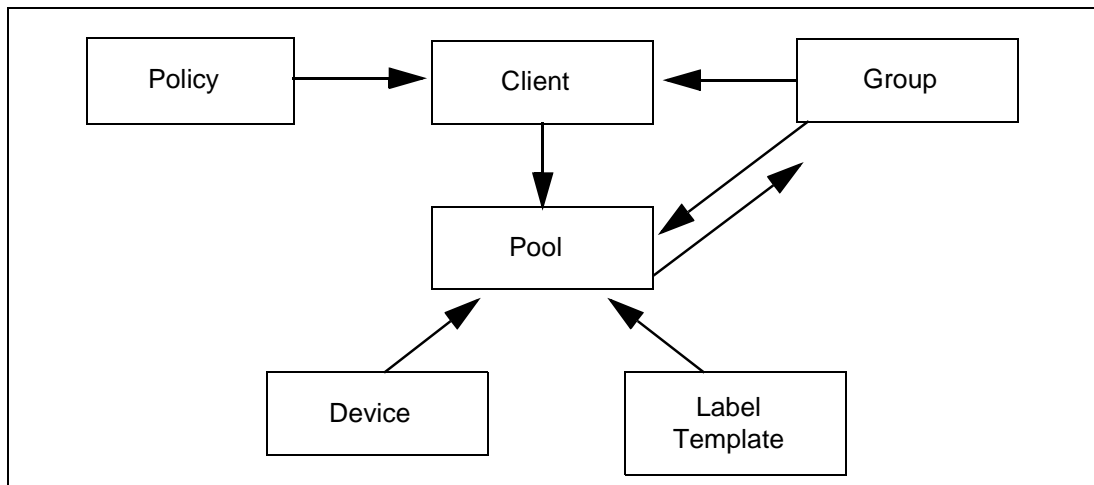 Policy
Client
Group
Pool
Device
Label
Template